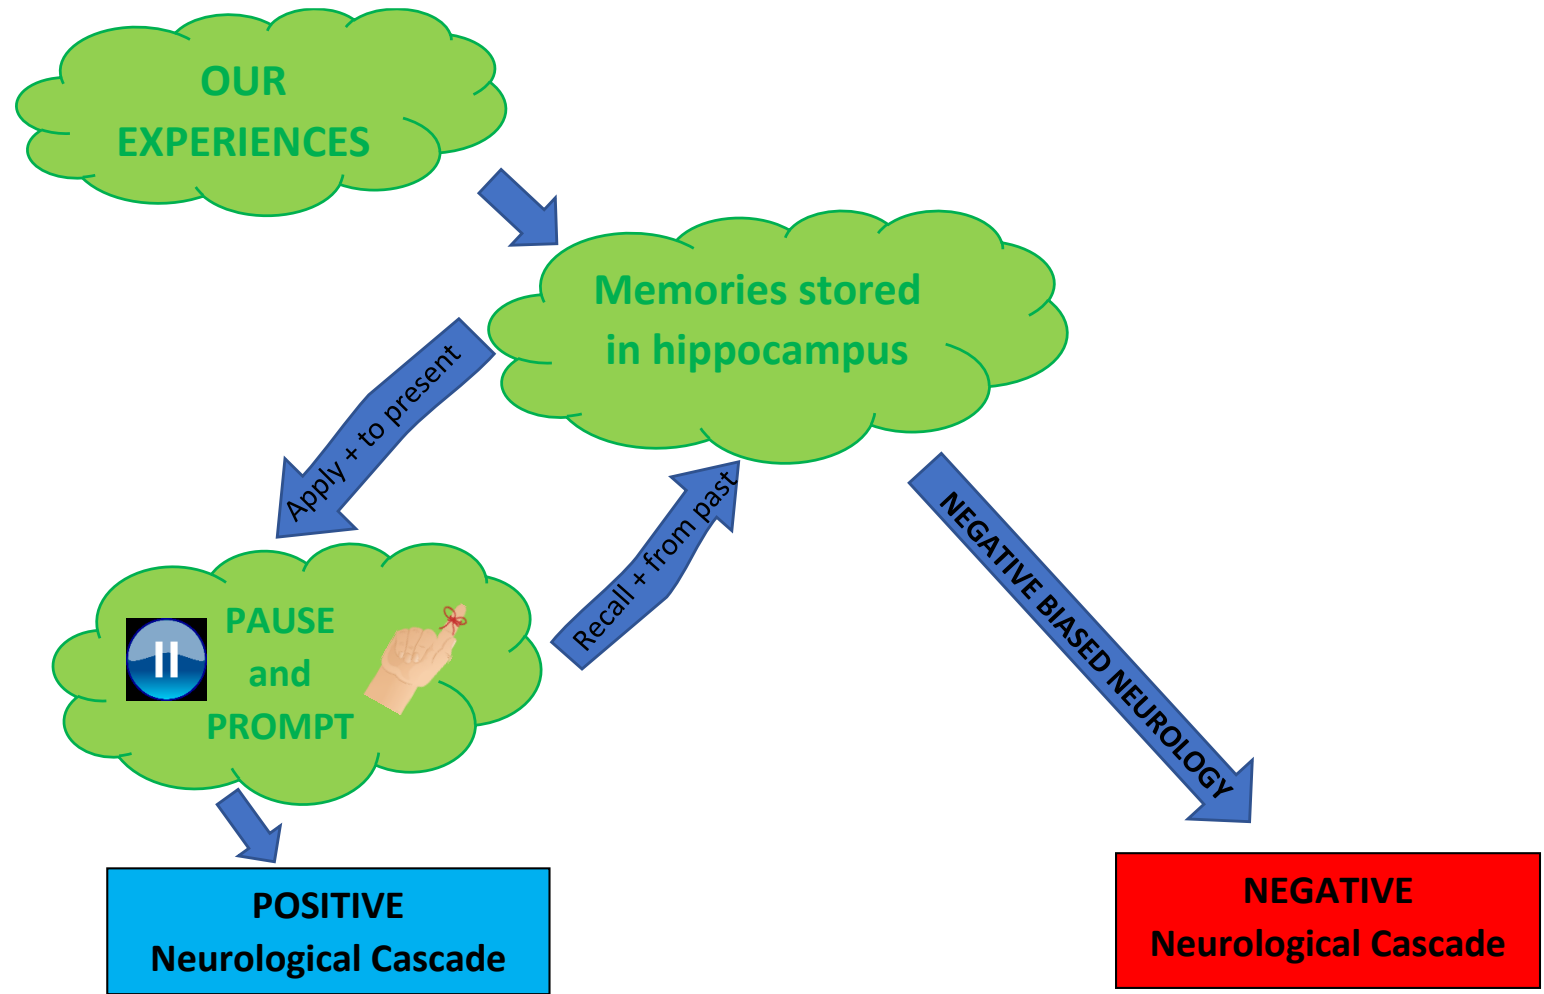 OUR
EXPERIENCES
Memories stored
in hippocampus
Apply + to present
Recall + from past
PAUSE
and
PROMPT
NEGATIVE BIASED NEUROLOGY
POSITIVE
Neurological Cascade
NEGATIVE
Neurological Cascade